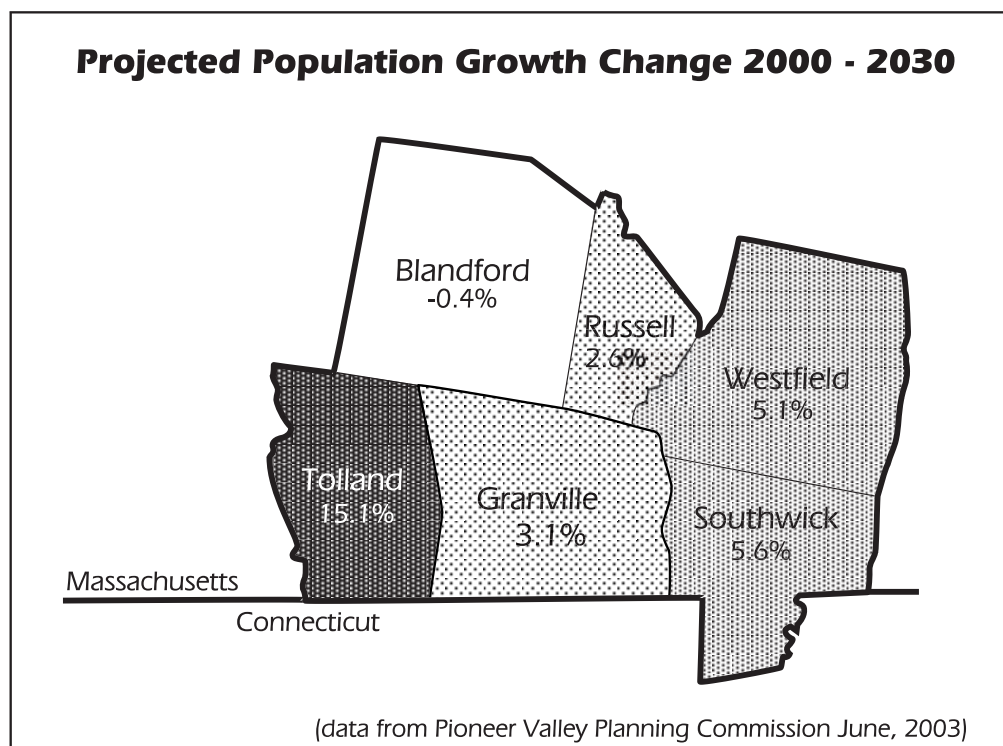 Projected Population Growth Change 2000 - 2030
Blandford
-0.4%
Russell
2.6%
Westfield
5.1%
Tolland
15.1%
Granville
3.1%
Southwick
5.6%
Massachusetts
Connecticut
(data from Pioneer Valley Planning Commission June, 2003)